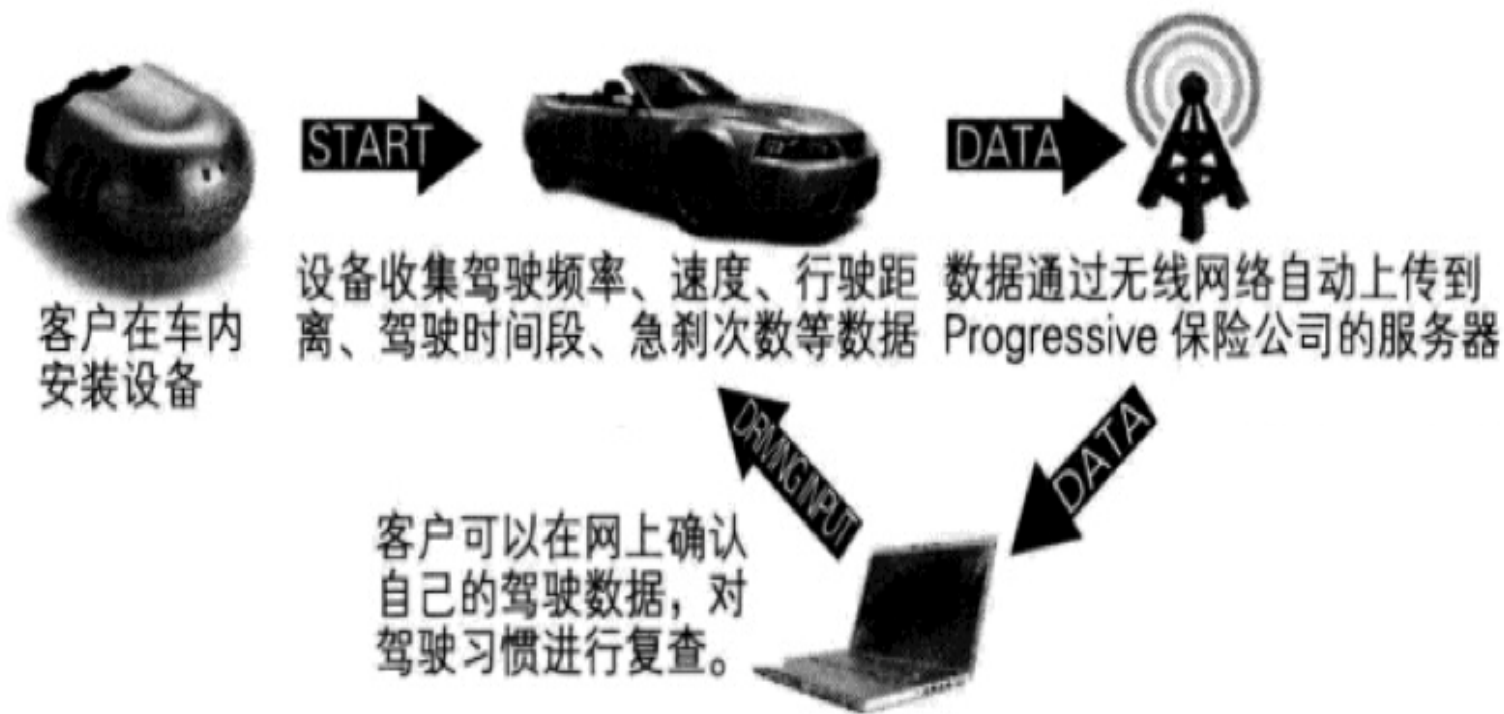 START
DATA
客户在车内
安装设备
设备收集驾驶频率、速度、行驶距
离、驾驶时间段、急刹次数等数据
数据通过无线网络自动上传到
Progressive 保险公司的服务器
DRIVING INPUT
DATA
客户可以在网上确认
自己的驾驶数据，对
驾驶习惯进行复查。